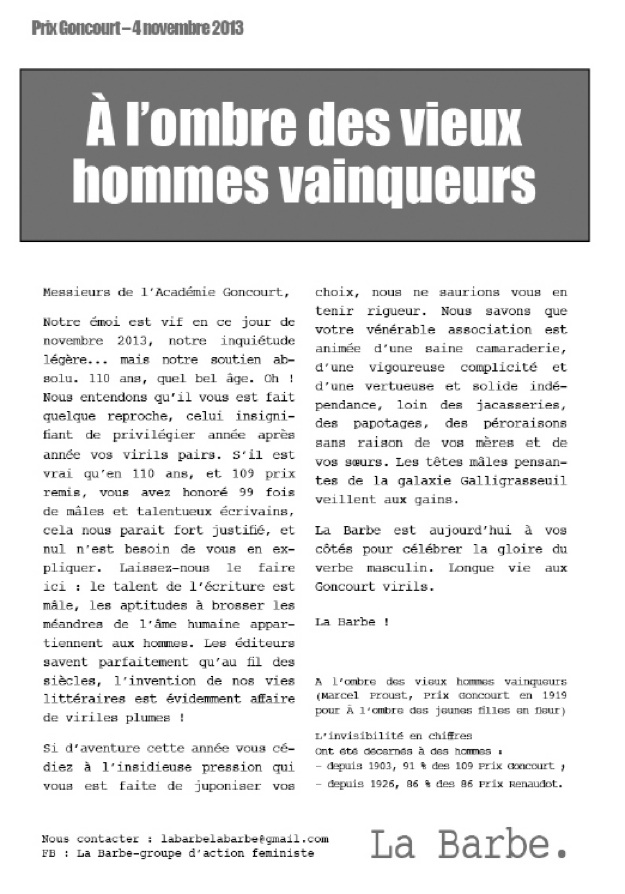 Prix Goncourt – 4 novembre 2013
À l'ombre des vieux
hommes vainqueurs
Messieurs de l'Académie Goncourt,
Notre émoi est vif en ce jour de
novembre 2013, notre inquiétude
légère... mais notre soutien ab-
solu. 110 ans, quel bel âge. Oh !
Nous entendons qu'il vous est fait
quelque reproche, celui insigni-
fiant de privilégier année après
année vos virils pairs. S'il est
vrai qu'en 110 ans, et 109 prix
remis, vous avez honoré 99 fois
de mâles et talentueux écrivains,
cela nous parait fort justifié, et
nul n'est besoin de vous en ex-
pliquer. Laissez-nous le faire
ici : le talent de l'écriture est
mâle, les aptitudes à brosser les
méandres de l'âme humaine appar-
tiennent aux hommes. Les éditeurs
savent parfaitement qu'au fil des
siècles, l'invention de nos vies
littéraires est évidemment affaire
de viriles plumes !
Si d'aventure cette année vous cé-
diez à l'insidieuse pression qui
vous est faite de juponiser vos
choix, nous ne saurions vous en
tenir rigueur. Nous savons que
votre vénérable association est
animée d'une saine camaraderie,
d'une vigoureuse complicité et
d'une vertueuse et solide indé-
pendance, loin des jacasseries,
des papotages, des péroraisons
sans raison de vos mères et de
vos sœurs. Les têtes mâles pensan-
tes de la galaxie Galligrasseuil
veillent aux gains.
La Barbe est aujourd'hui à vos
côtés pour célébrer la gloire du
verbe masculin. Longue vie aux
Goncourt virils.
La Barbe !
A l'ombre des vieux hommes vainqueurs
(Marcel Proust, Prix Goncourt en 1919
pour À l'ombre des jeunes filles en fleur)
L'invisibilité en chiffres
Ont été décernés à des hommes :
- depuis 1903, 91 % des 109 Prix Goncourt ;
- depuis 1926, 86 % des 86 Prix Renaudot.
Nous contacter : labarbelabarbe@gmail.com
FB : La Barbe-groupe d'action feministe
La Barbe.